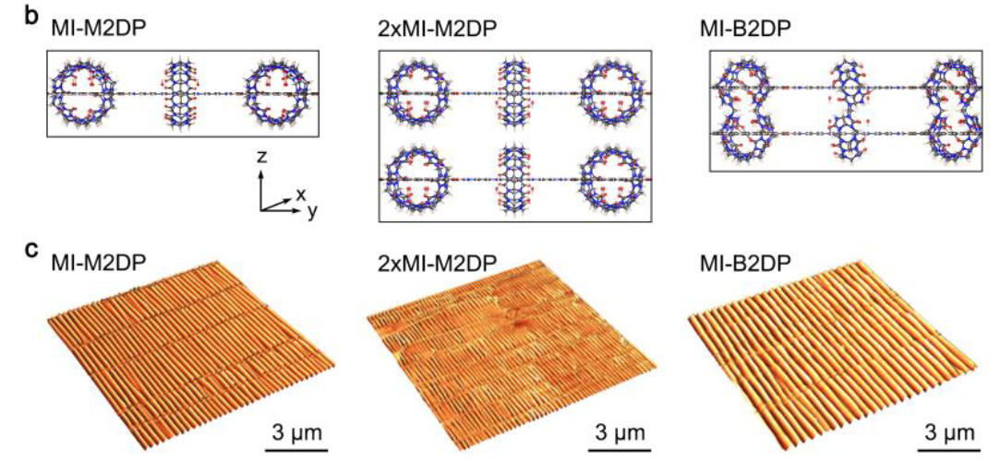 b
MI-M2DP
2xMI-M2DP
MI-B2DP
z
x
y
c
MI-M2DP
2xMI-M2DP
MI-B2DP
3 μm
3 μm
3 μm